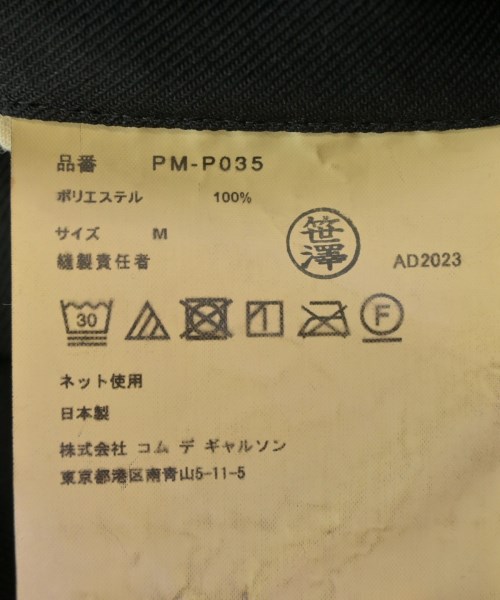 品番 PM-P035
ポリエステル 100%
サイズ M
縫製責任者 笹澤 AD2023
30 F
ネット使用
日本製
株式会社 コム デ ギャルソン
東京都港区南青山5-11-5